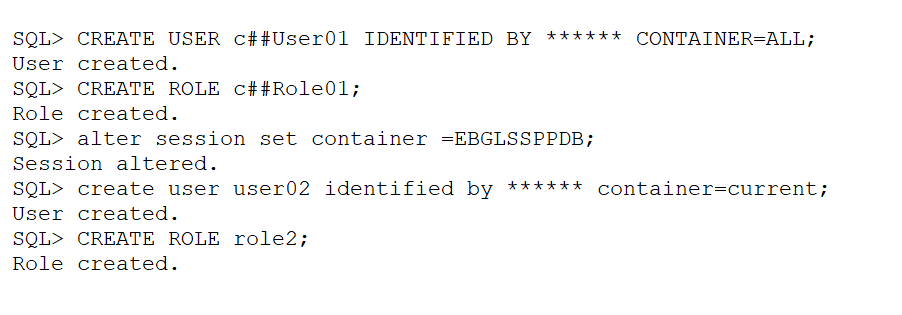 SQL> CREATE USER c##User01 IDENTIFIED BY ****** CONTAINER=ALL;
User created.
SQL> CREATE ROLE c##Role01;
Role created.
SQL> alter session set container =EBGLSSPPDB;
Session altered.
SQL> create user user02 identified by ****** container=current;
User created.
SQL> CREATE ROLE role2;
Role created.